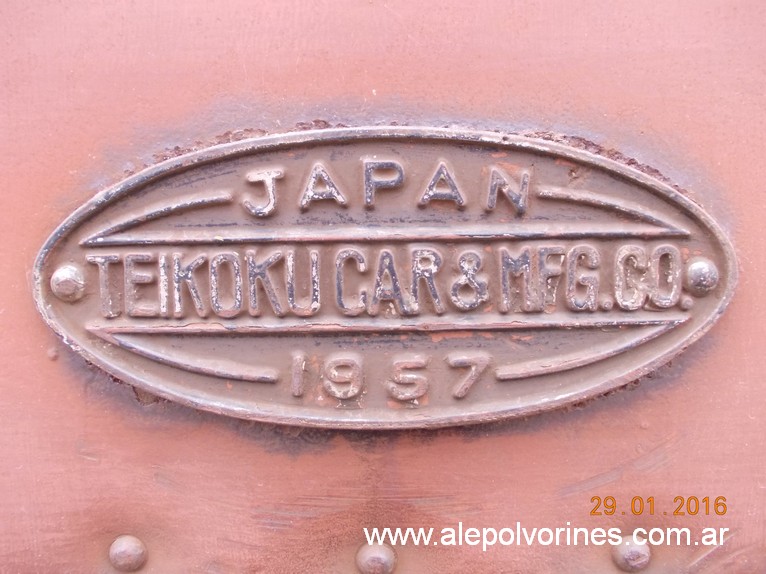 JAPAN
TEIKOKU CAR & MFG. CO.
1957
29.01.2016
www.alepolvorines.com.ar